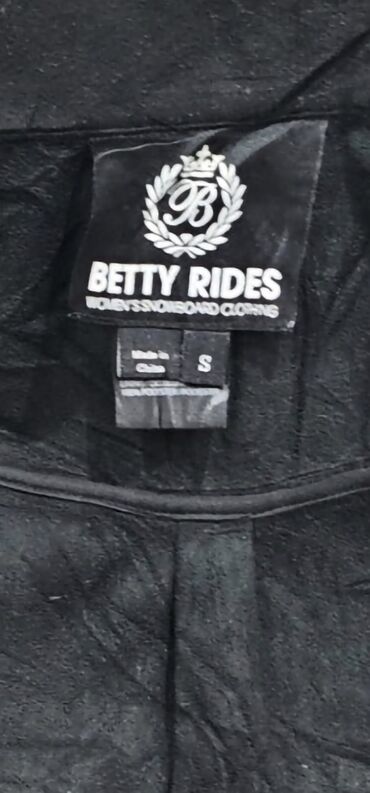 B
BETTY RIDES
WOMEN'S SNOWBOARD CLOTHING
Made in
China
S